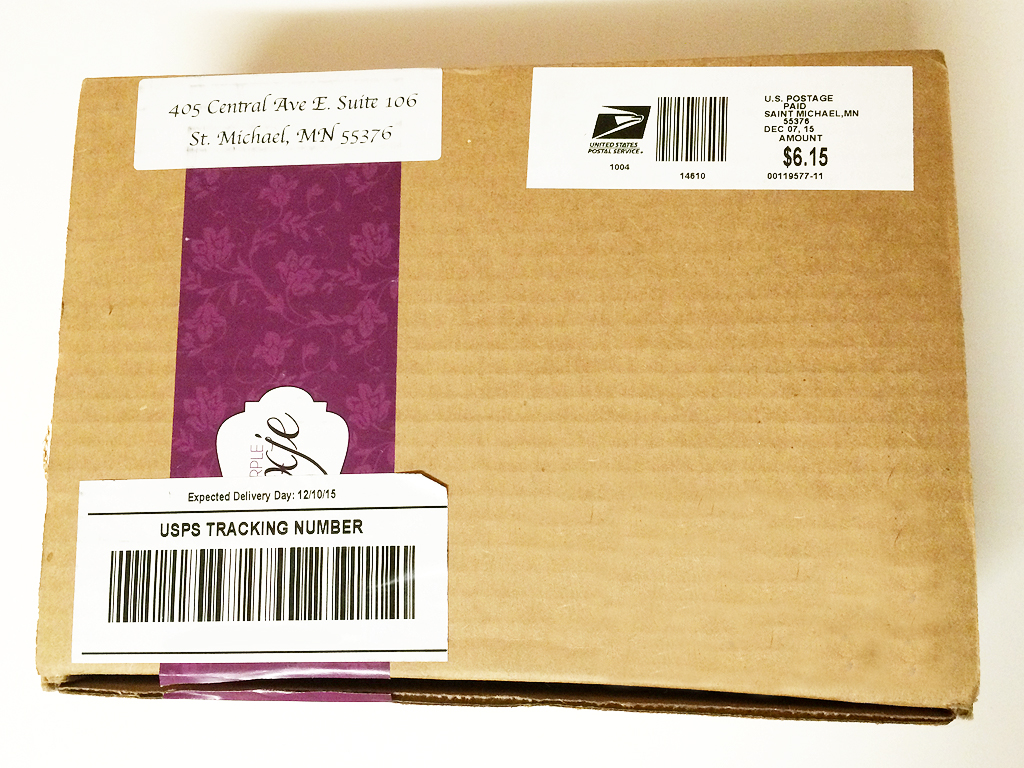 405 Central Ave E. Suite 106
St. Michael, MN 55376
UNITED STATES
POSTAL SERVICE.
1004
14610
U.S. POSTAGE
PAID
SAINT MICHAEL,MN
55376
DEC 07, 15
AMOUNT
$6.15
00119577-11
Expected Delivery Day: 12/10/15
USPS TRACKING NUMBER